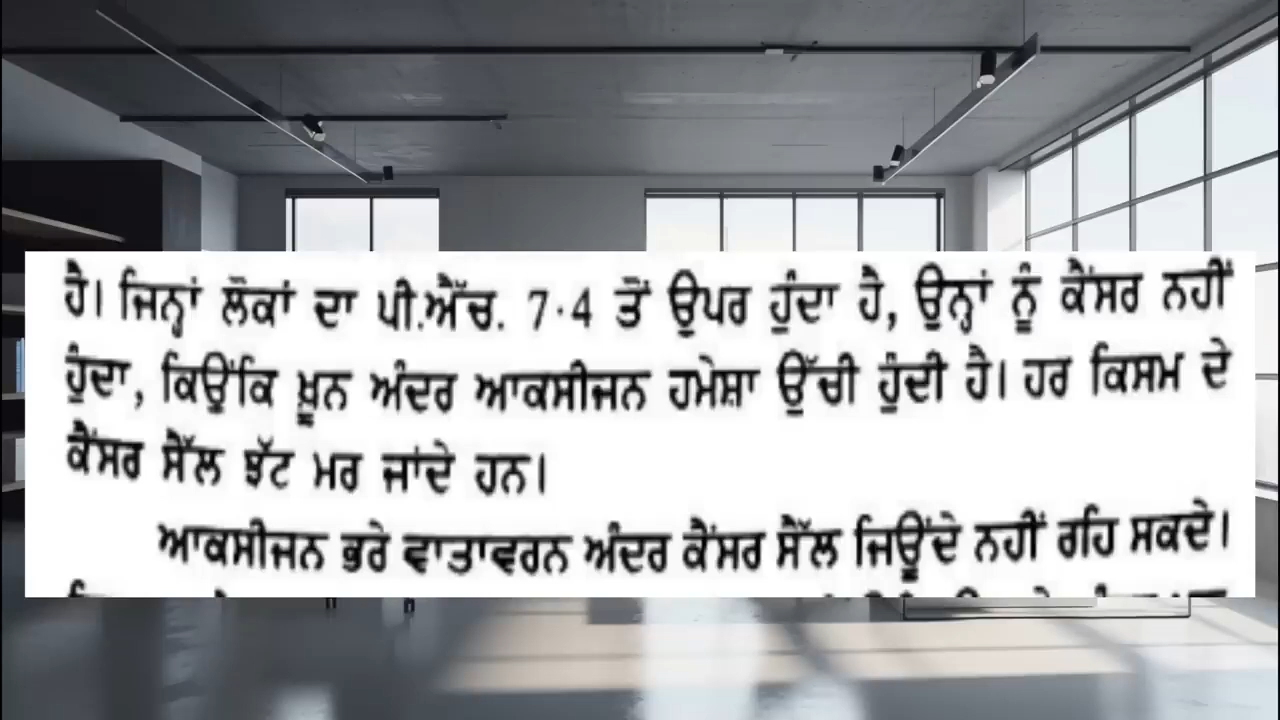 ਹੈ। ਜਿਨ੍ਹਾਂ ਲੋਕਾਂ ਦਾ ਪੀ.ਐੱਚ. 7·4 ਤੋਂ ਉਪਰ ਹੁੰਦਾ ਹੈ, ਉਨ੍ਹਾਂ ਨੂੰ ਕੈਂਸਰ ਨਹੀਂ
ਹੁੰਦਾ, ਕਿਉਂਕਿ ਖ਼ੂਨ ਅੰਦਰ ਆਕਸੀਜਨ ਹਮੇਸ਼ਾ ਉੱਚੀ ਹੁੰਦੀ ਹੈ। ਹਰ ਕਿਸਮ ਦੇ
ਕੈਂਸਰ ਸੈੱਲ ਝੱਟ ਮਰ ਜਾਂਦੇ ਹਨ।
ਆਕਸੀਜਨ ਭਰੇ ਵਾਤਾਵਰਨ ਅੰਦਰ ਕੈਂਸਰ ਸੈੱਲ ਜਿਊਂਦੇ ਨਹੀਂ ਰਹਿ ਸਕਦੇ।